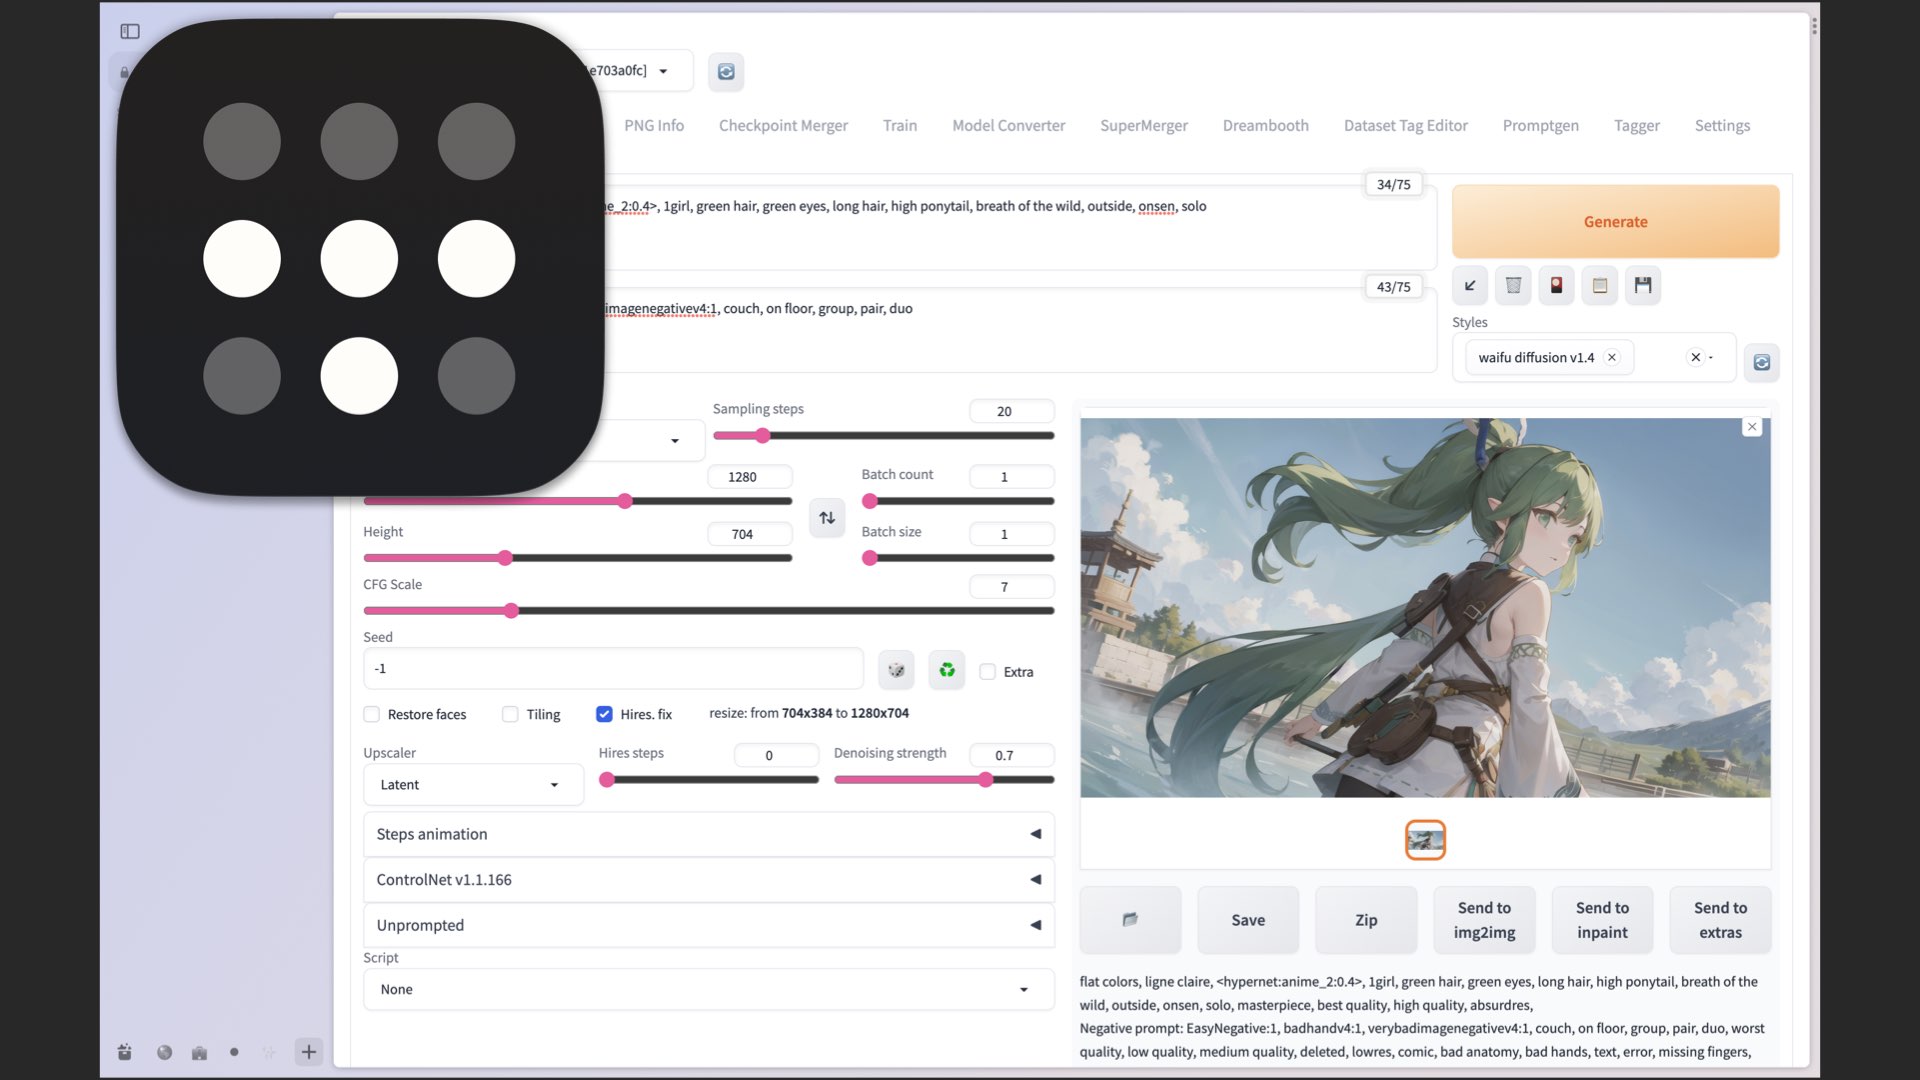 e703a0fc]
PNG Info Checkpoint Merger Train Model Converter SuperMerger Dreambooth Dataset Tag Editor Promptgen Tagger Settings
34/75
ne_2:0.4>, 1girl, green hair, green eyes, long hair, high ponytail, breath of the wild, outside, onsen, solo
Generate
43/75
imagenegativev4:1, couch, on floor, group, pair, duo
Styles
waifu diffusion v1.4
Sampling steps
20
1280
Batch count
1
Height
704
Batch size
1
CFG Scale
7
Seed
-1
Extra
Restore faces
Tiling
Hires. fix
resize: from 704x384 to 1280x704
Upscaler
Latent
Hires steps
0
Denoising strength
0.7
Steps animation
ControlNet v1.1.166
Unprompted
Script
None
Save
Zip
Send to
img2img
Send to
inpaint
Send to
extras
flat colors, ligne claire, <hypernet:anime_2:0.4>, 1girl, green hair, green eyes, long hair, high ponytail, breath of the
wild, outside, onsen, solo, masterpiece, best quality, high quality, absurdres,
Negative prompt: EasyNegative:1, badhandv4:1, verybadimagenegativev4:1, couch, on floor, group, pair, duo, worst
quality, low quality, medium quality, deleted, lowres, comic, bad anatomy, bad hands, text, error, missing fingers,